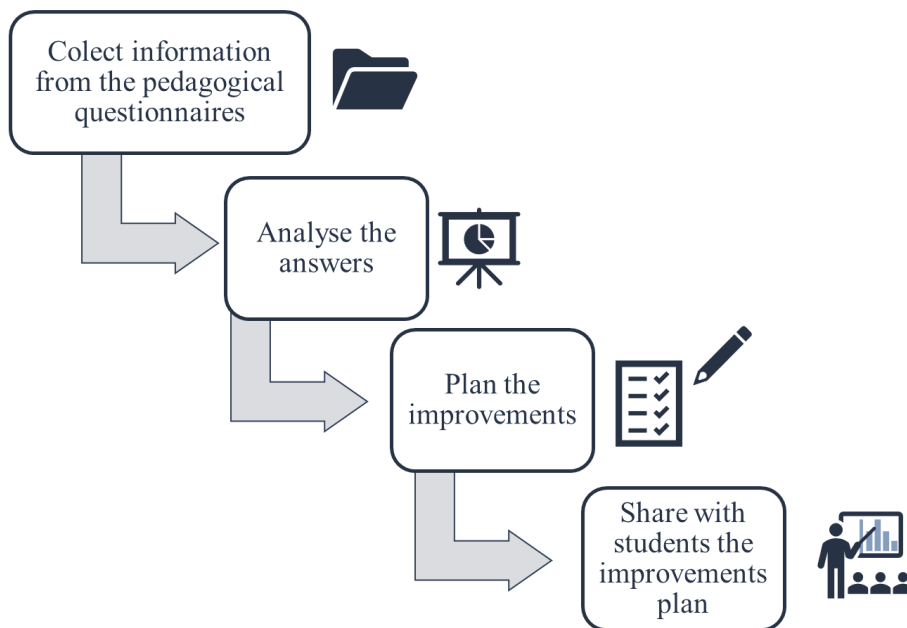 Colect information
from the pedagogical
questionnaires
Analyse the
answers
Plan the
improvements
Share with
students the
improvements
plan